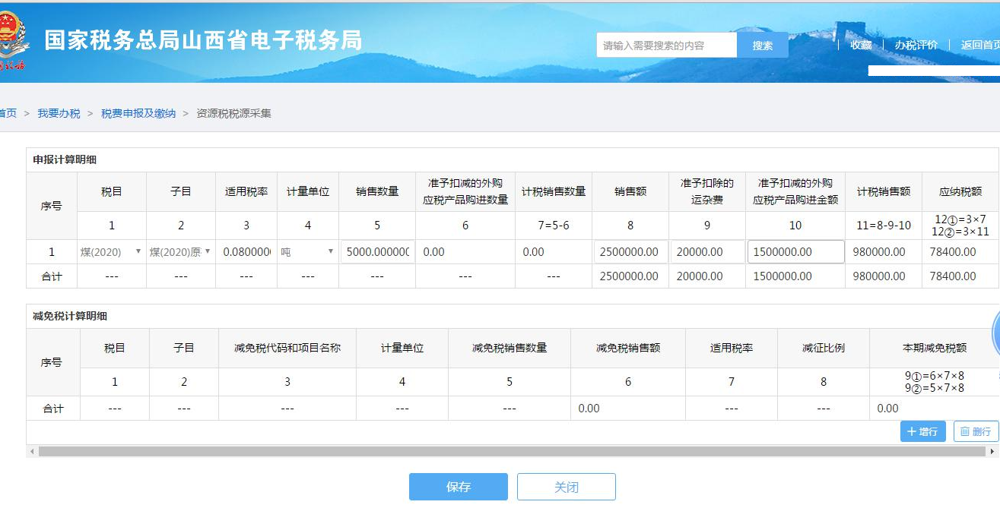 国家税务总局山西省电子税务局
请输入需要搜索的内容 搜索 收藏 办税评价 返回首页
首页 > 我要办税 > 税费申报及缴纳 > 资源税税源采集
申报计算明细
序号 税目 子目 适用税率 计量单位 销售数量 准予扣减的外购 计税销售数量 销售额 准予扣除的 准予扣减的外购 计税销售额 应纳税额
应税产品购进数量 运杂费 应税产品购进金额
1 2 3 4 5 6 7=5-6 8 9 10 11=8-9-10 12①=3×7
12②=3×11
1 煤(2020) 煤(2020)原 0.0800000 吨 5000.000000 0.00 0.00 2500000.00 20000.00 1500000.00 980000.00 78400.00
合计 --- --- --- --- --- --- --- 2500000.00 20000.00 1500000.00 980000.00 78400.00
减免税计算明细
序号 税目 子目 减免税代码和项目名称 计量单位 减免税销售数量 减免税销售额 适用税率 减征比例 本期减免税额
1 2 3 4 5 6 7 8 9①=6×7×8
9②=5×7×8
合计 --- --- --- --- --- 0.00 --- --- 0.00
增行 删行
保存 关闭